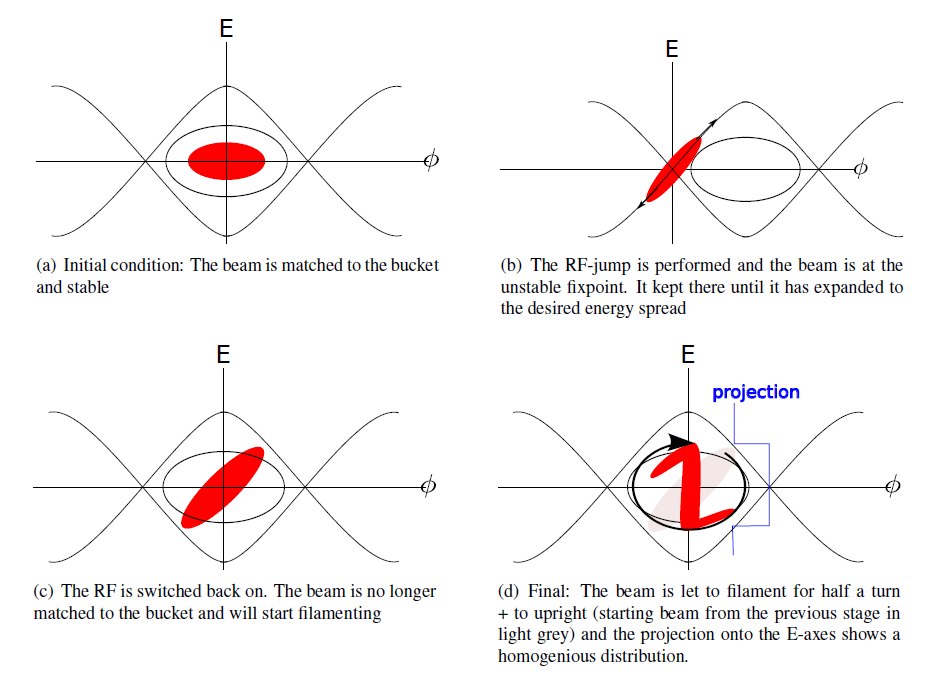 E
ϕ
(a) Initial condition: The beam is matched to the bucket
and stable
E
ϕ
(b) The RF-jump is performed and the beam is at the
unstable fixpoint. It kept there until it has expanded to
the desired energy spread
E
ϕ
(c) The RF is switched back on. The beam is no longer
matched to the bucket and will start filamenting
E
projection
ϕ
(d) Final: The beam is let to filament for half a turn
+ to upright (starting beam from the previous stage in
light grey) and the projection onto the E-axes shows a
homogenious distribution.